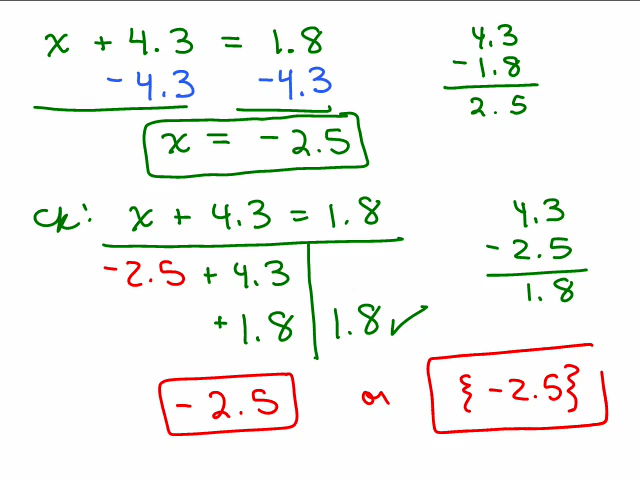 x + 4.3 = 1.8
-4.3 -4.3
x = -2.5
4.3
-1.8
2.5
ck: x + 4.3 = 1.8
-2.5 + 4.3
+1.8 1.8 ✓
4.3
-2.5
1.8
-2.5 or {-2.5}